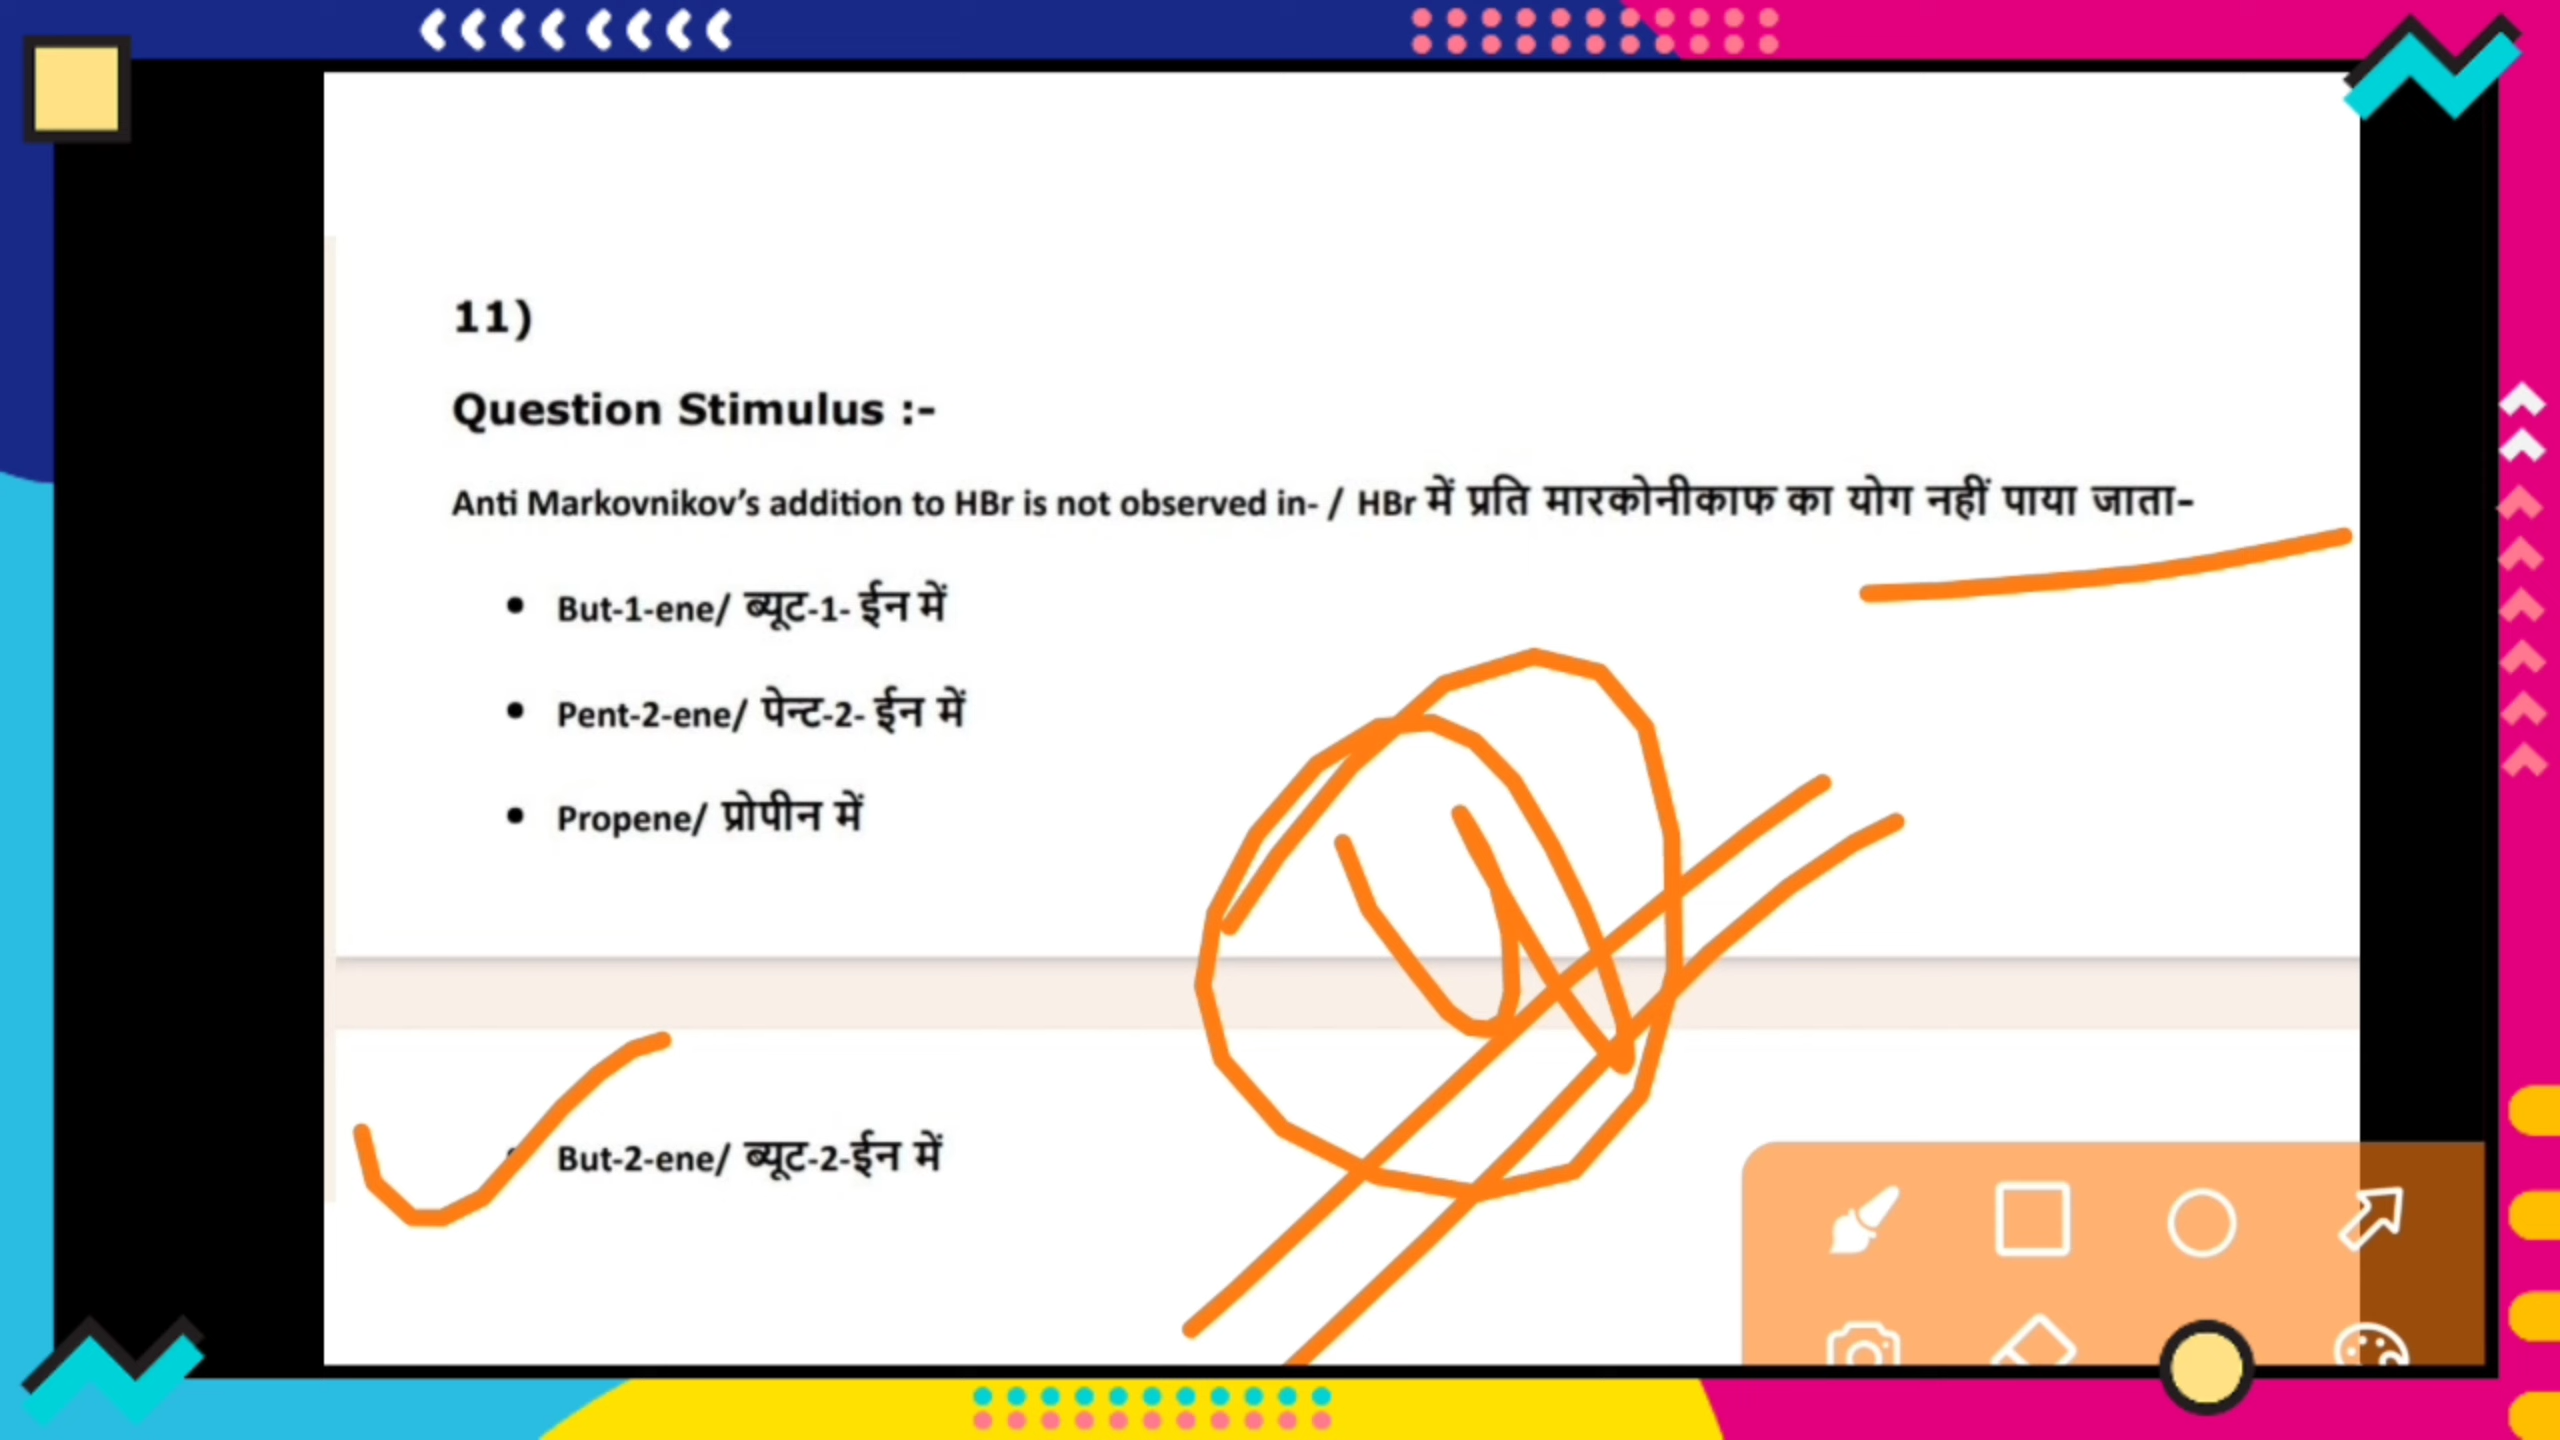 11)
Question Stimulus :-
Anti Markovnikov’s addition to HBr is not observed in- / HBr में प्रति मारकोनीकाफ का योग नहीं पाया जाता-
• But-1-ene/ ब्यूट-1- ईन में
• Pent-2-ene/ पेन्ट-2- ईन में
• Propene/ प्रोपीन में
• But-2-ene/ ब्यूट-2-ईन में